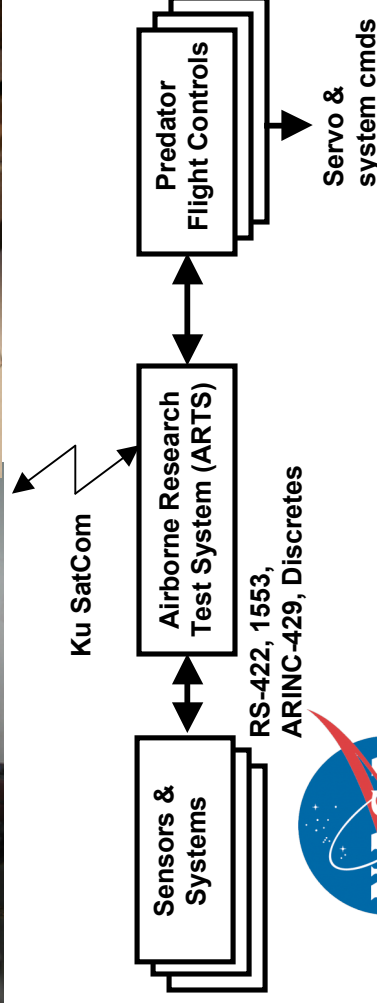 Ku SatCom
Sensors &
Systems
Airborne Research
Test System (ARTS)
Predator
Flight Controls
RS-422, 1553,
ARINC-429, Discretes
Servo &
system cmds